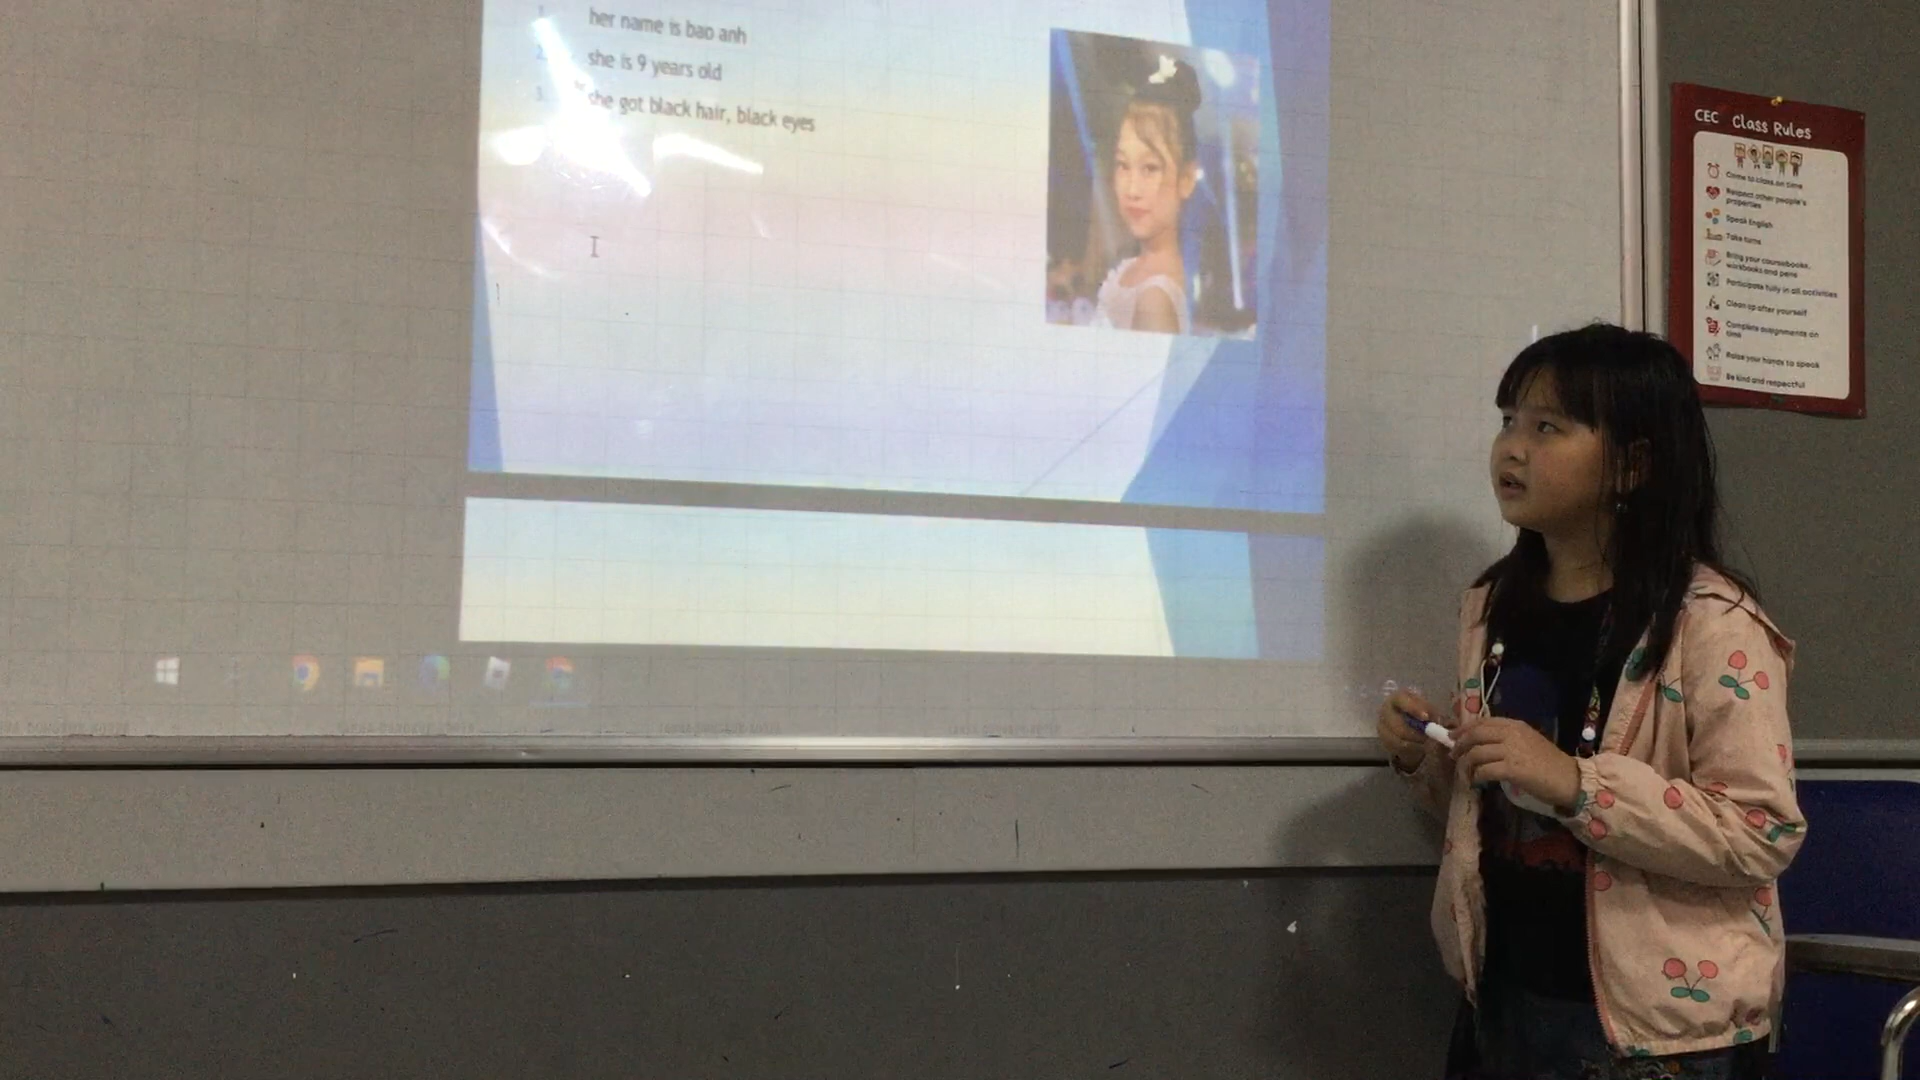 1. her name is bao anh
2. she is 9 years old
3. she got black hair, black eyes
CEC Class Rules
Come to class on time
Respect other people's
properties
Speak English
Take turns
Bring your coursebooks,
workbooks and pens
Participate fully in all activities
Clean up after yourself
Complete assignments on
time
Raise your hands to speak
Be kind and respectful